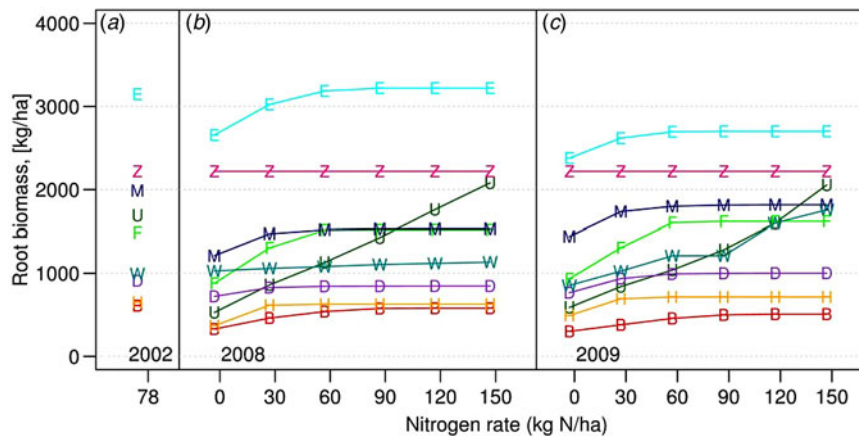 (a)
(b)
(c)
4000
3000
2000
1000
0
Root biomass, [kg/ha]
E
M
U
F
W
D
H
B
2002
E E E E E E
Z Z Z Z Z Z
M M M M M M
F F F F F F
W W W W W W
D D D D D D
U U U U U U
H H H H H H
B B B B B B
2008
E E E E E E
Z Z Z Z Z Z
M M M M M M
F F F F F F
W W W W W W
D D D D D D
U U U U U U
H H H H H H
B B B B B B
2009
78
0 30 60 90 120 150
0 30 60 90 120 150
Nitrogen rate (kg N/ha)